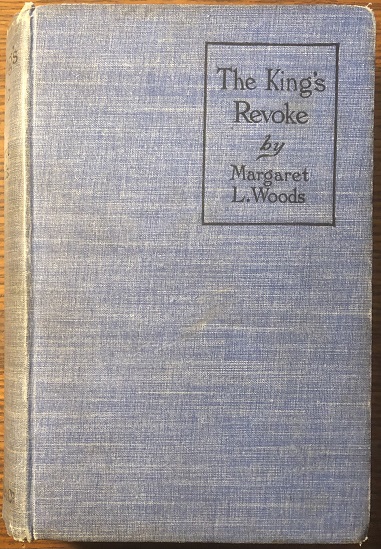 The King's
Revoke
by
Margaret
L. Woods